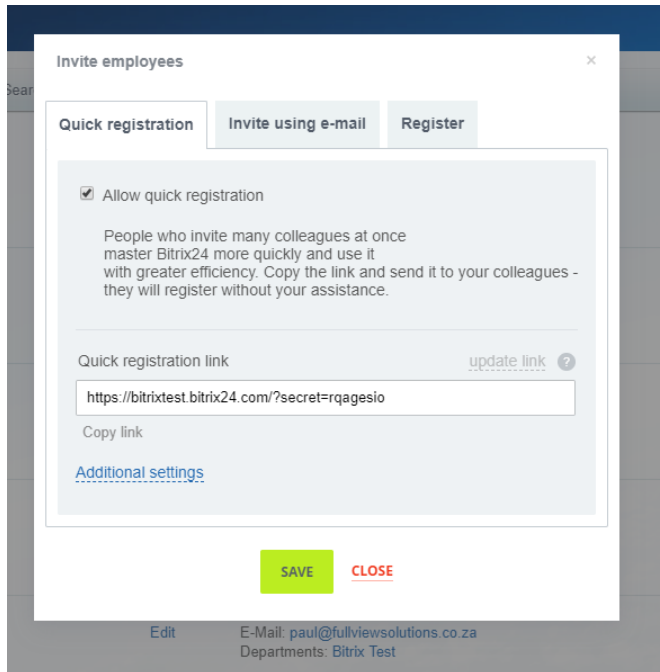 Invite employees ×
Sear
Quick registration Invite using e-mail Register
Allow quick registration
People who invite many colleagues at once
master Bitrix24 more quickly and use it
with greater efficiency. Copy the link and send it to your colleagues -
they will register without your assistance.
Quick registration link update link ?
https://bitrixtest.bitrix24.com/?secret=rqagesio
Copy link
Additional settings
SAVE CLOSE
Edit E-Mail: paul@fullviewsolutions.co.za
Departments: Bitrix Test